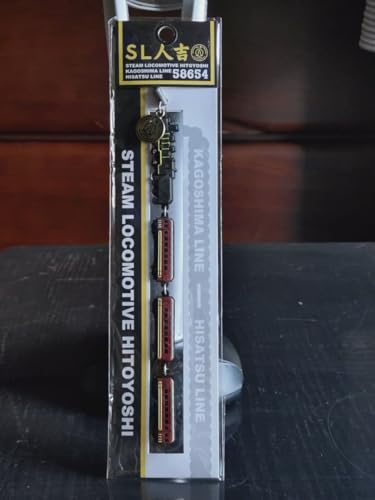 SL人吉
STEAM LOCOMOTIVE HITOYOSHI
KAGOSHIMA LINE
HISATSU LINE
58654
STEAM LOCOMOTIVE HITOYOSHI
KAGOSHIMA LINE — HISATSU LINE